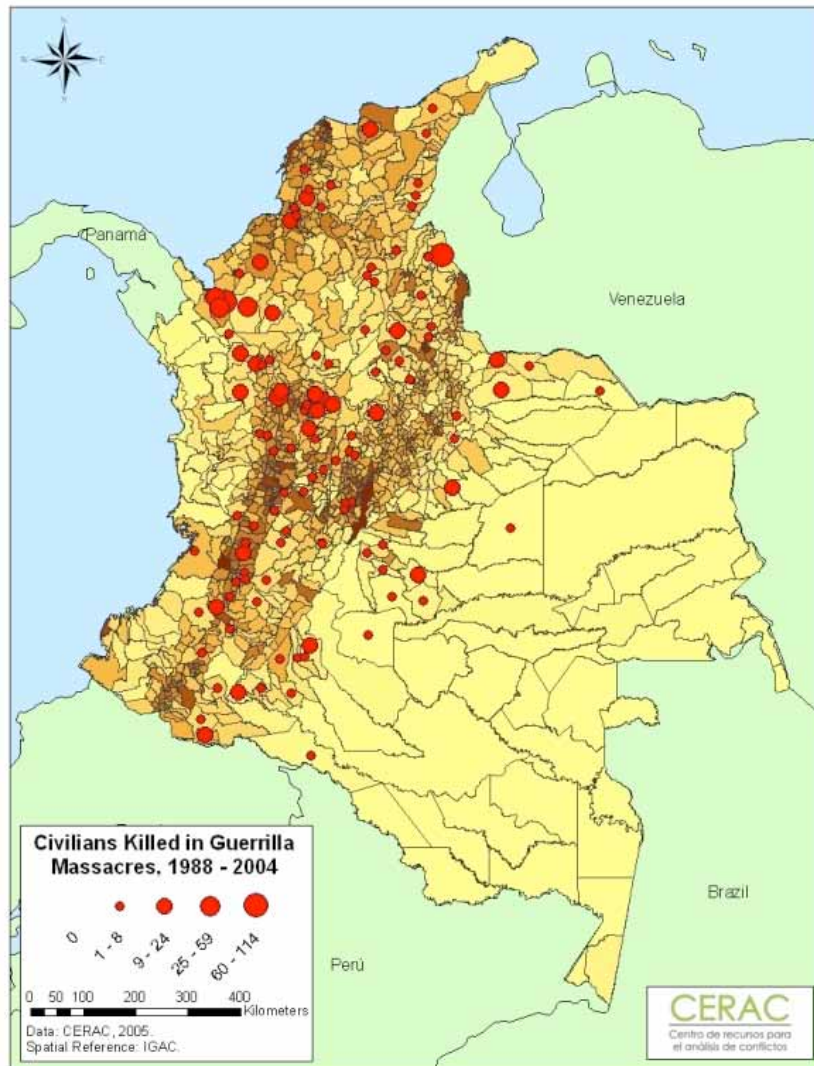 N
E
S
Panamá
0
Venezuela
Brazil
Perú
Civilians Killed in Guerrilla
Massacres, 1988 - 2004
0
1 - 8
9 - 24
25 - 59
60 - 114
0 50 100 200 300 400
Kilometers
Data: CERAC, 2005.
Spatial Reference: IGAC.
CERAC
Centro de recursos para
el análisis de conflictos